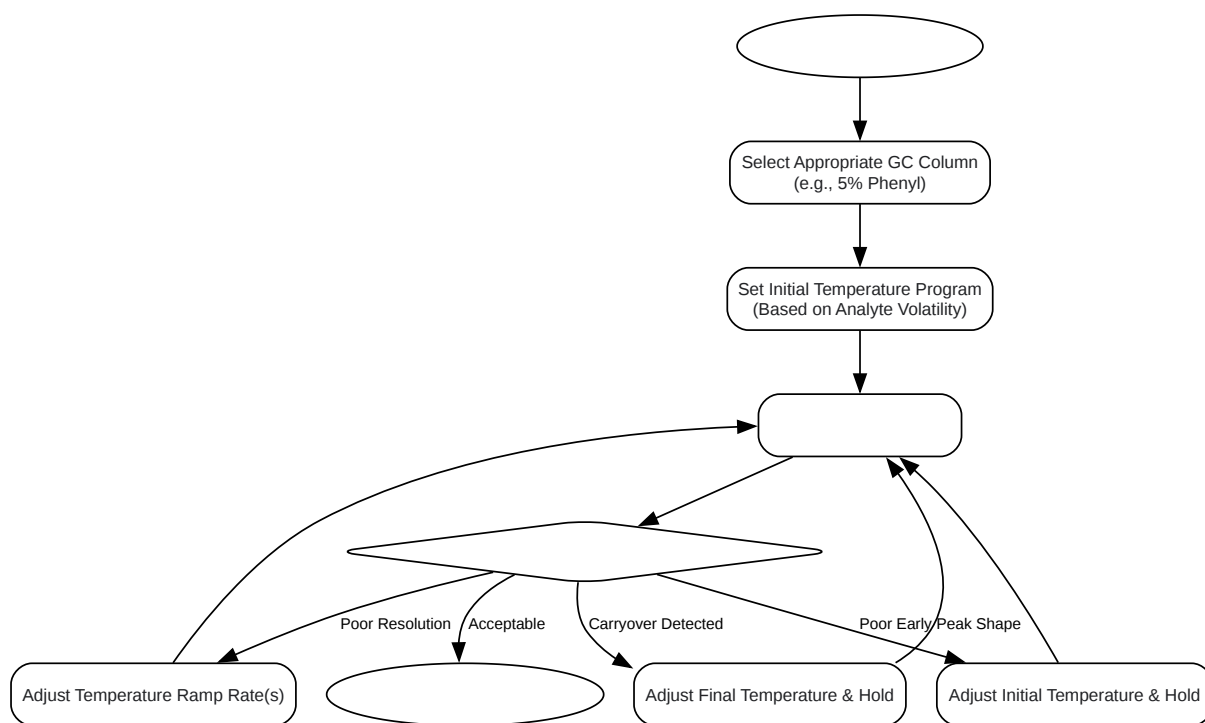 Select Appropriate GC Column
(e.g., 5% Phenyl)
Set Initial Temperature Program
(Based on Analyte Volatility)
Poor Resolution
Acceptable
Carryover Detected
Poor Early Peak Shape
Adjust Temperature Ramp Rate(s)
Adjust Final Temperature & Hold
Adjust Initial Temperature & Hold